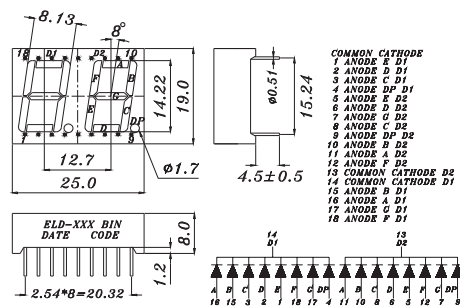 8.13
8°
18 D1 D2 10
A
F B
G
E C
D DP
1 9
14.22
19.0
12.7
ø1.7
25.0
ø0.51
15.24
4.5±0.5
COMMON CATHODE
1 ANODE E D1
2 ANODE D D1
3 ANODE C D1
4 ANODE DP D1
5 ANODE E D2
6 ANODE D D2
7 ANODE G D2
8 ANODE C D2
9 ANODE DP D2
10 ANODE B D2
11 ANODE A D2
12 ANODE F D2
13 COMMON CATHODE D2
14 COMMON CATHODE D1
15 ANODE B D1
16 ANODE A D1
17 ANODE G D1
18 ANODE F D1
ELD-XXX BIN
DATE CODE
8.0
1.2
2.54*8=20.32
14 13
D1 D2
A B C D E F G DP A B C D E F G DP
16 15 3 2 1 18 17 4 11 10 8 6 5 12 7 9